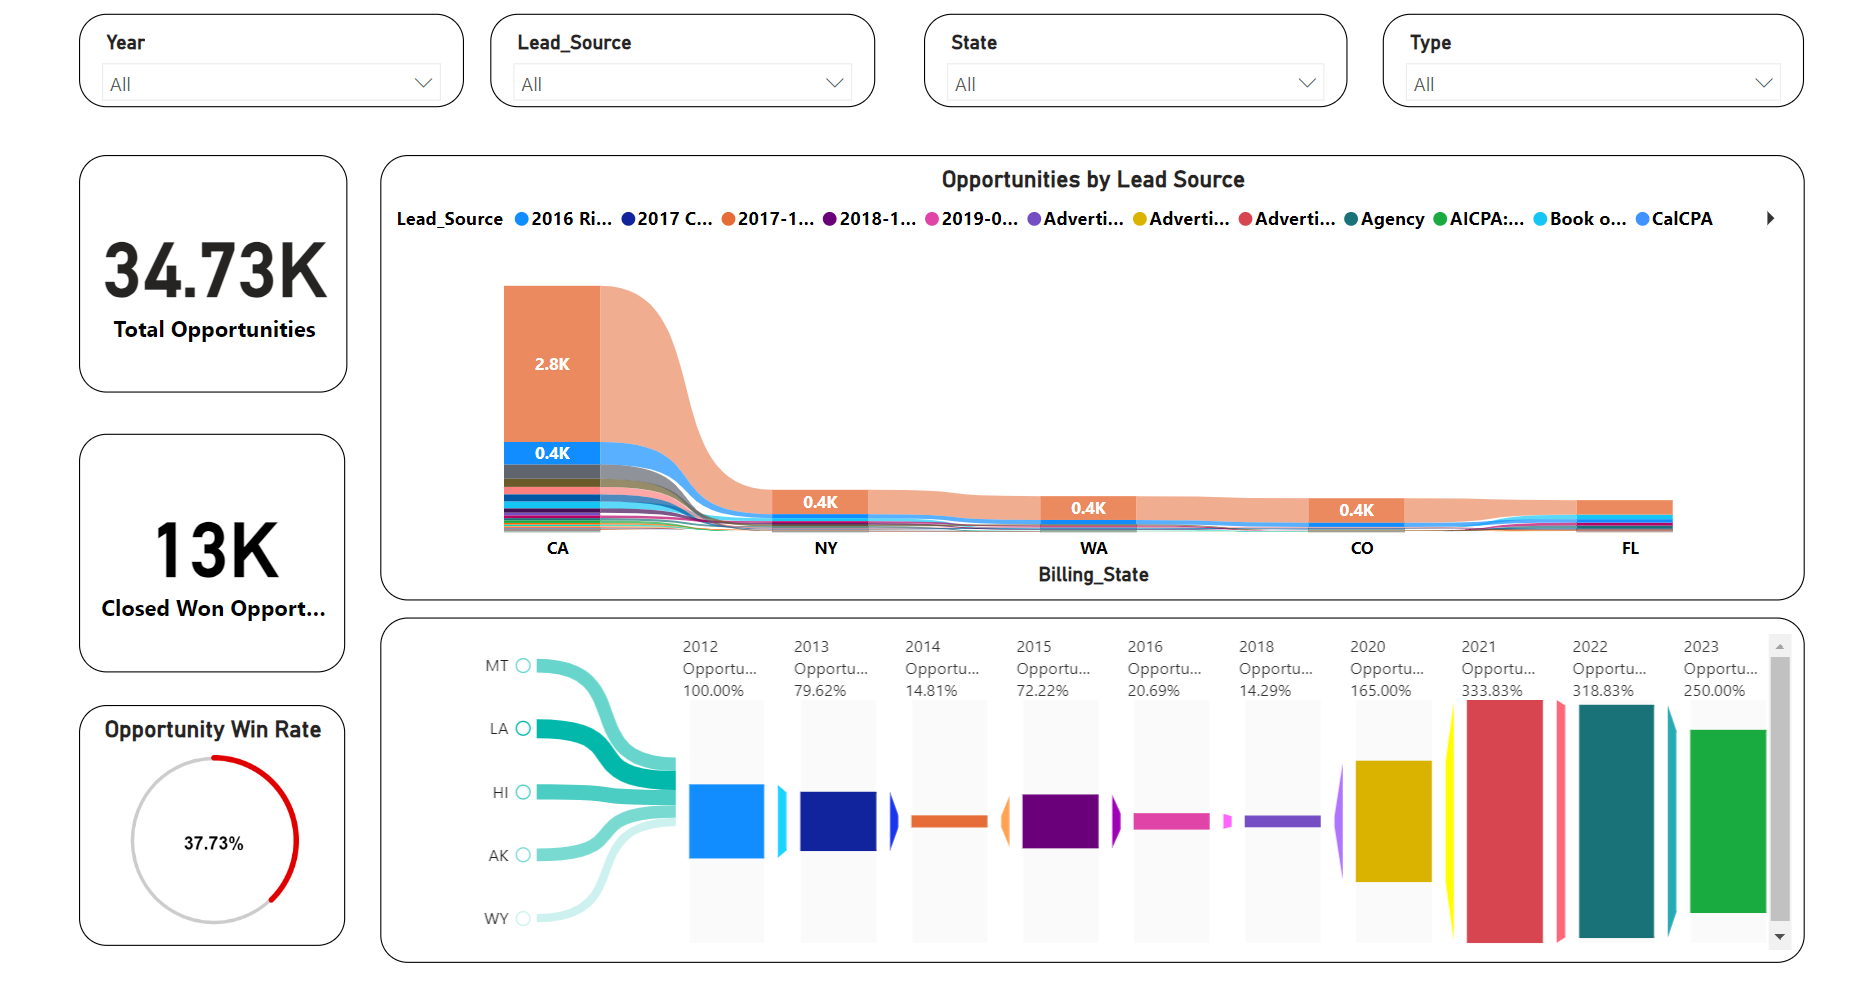 Year
All
Lead_Source
All
State
All
Type
All
34.73K
Total Opportunities
13K
Closed Won Opport...
Opportunity Win Rate
37.73%
Opportunities by Lead Source
Lead_Source 2016 Ri... 2017 C... 2017-1... 2018-1... 2019-0... Adverti... Adverti... Adverti... Agency AICPA:... Book o... CalCPA
2.8K
0.4K
0.4K
0.4K
0.4K
CA NY WA CO FL
Billing_State
MT
LA
HI
AK
WY
2012 2013 2014 2015 2016 2018 2020 2021 2022 2023
Opportu... Opportu... Opportu... Opportu... Opportu... Opportu... Opportu... Opportu... Opportu... Opportu...
100.00% 79.62% 14.81% 72.22% 20.69% 14.29% 165.00% 333.83% 318.83% 250.00%